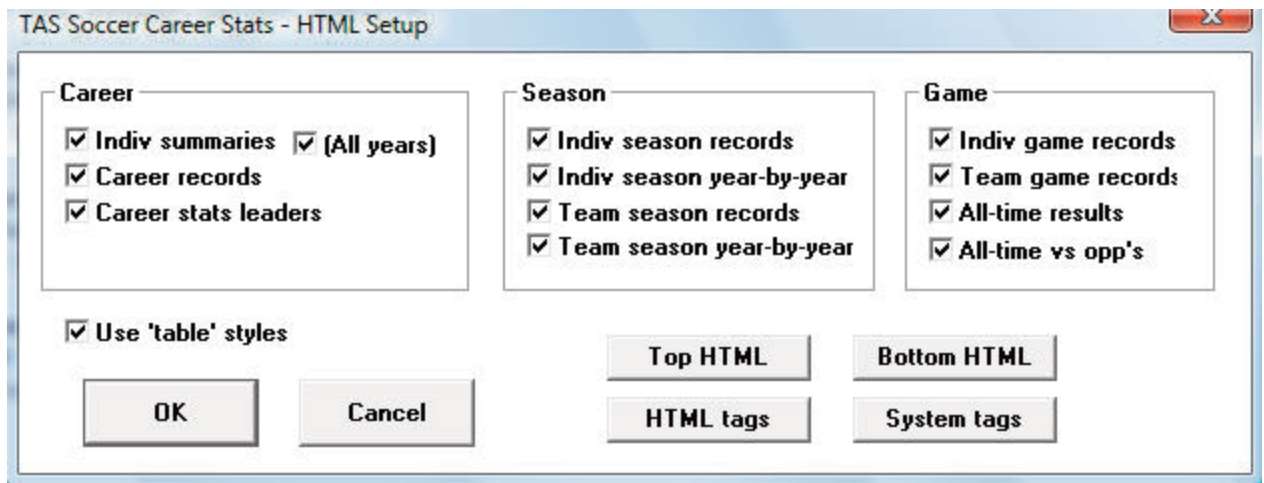 TAS Soccer Career Stats - HTML Setup
Career
Indiv summaries (All years)
Career records
Career stats leaders
Season
Indiv season records
Indiv season year-by-year
Team season records
Team season year-by-year
Game
Indiv game records
Team game records
All-time results
All-time vs opp's
Use 'table' styles
Top HTML
Bottom HTML
OK
Cancel
HTML tags
System tags